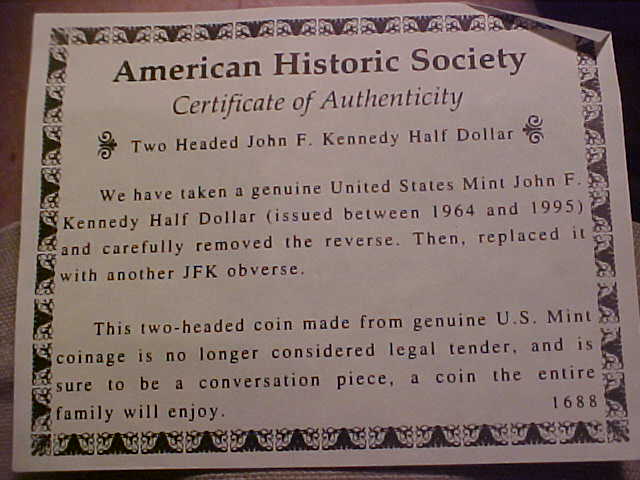 American Historic Society
Certificate of Authenticity
Two Headed John F. Kennedy Half Dollar
We have taken a genuine United States Mint John F.
Kennedy Half Dollar (issued between 1964 and 1995)
and carefully removed the reverse. Then, replaced it
with another JFK obverse.
This two-headed coin made from genuine U.S. Mint
coinage is no longer considered legal tender, and is
sure to be a conversation piece, a coin the entire
family will enjoy. 1688